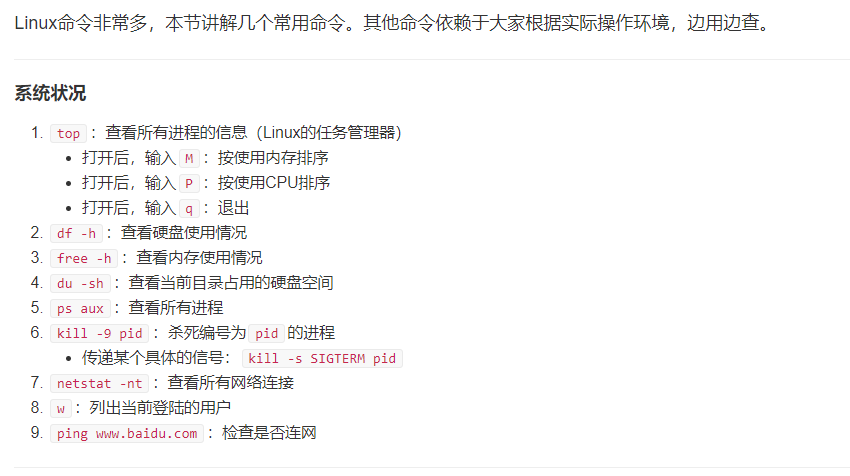 Linux命令非常多，本节讲解几个常用命令。其他命令依赖于大家根据实际操作环境，边用边查。
系统状况
1. top ：查看所有进程的信息（Linux的任务管理器）
• 打开后，输入 M ：按使用内存排序
• 打开后，输入 P ：按使用CPU排序
• 打开后，输入 q ：退出
2. df -h ：查看硬盘使用情况
3. free -h ：查看内存使用情况
4. du -sh ：查看当前目录占用的硬盘空间
5. ps aux ：查看所有进程
6. kill -9 pid ：杀死编号为 pid 的进程
• 传递某个具体的信号： kill -s SIGTERM pid
7. netstat -nt ：查看所有网络连接
8. w ：列出当前登陆的用户
9. ping www.baidu.com ：检查是否连网